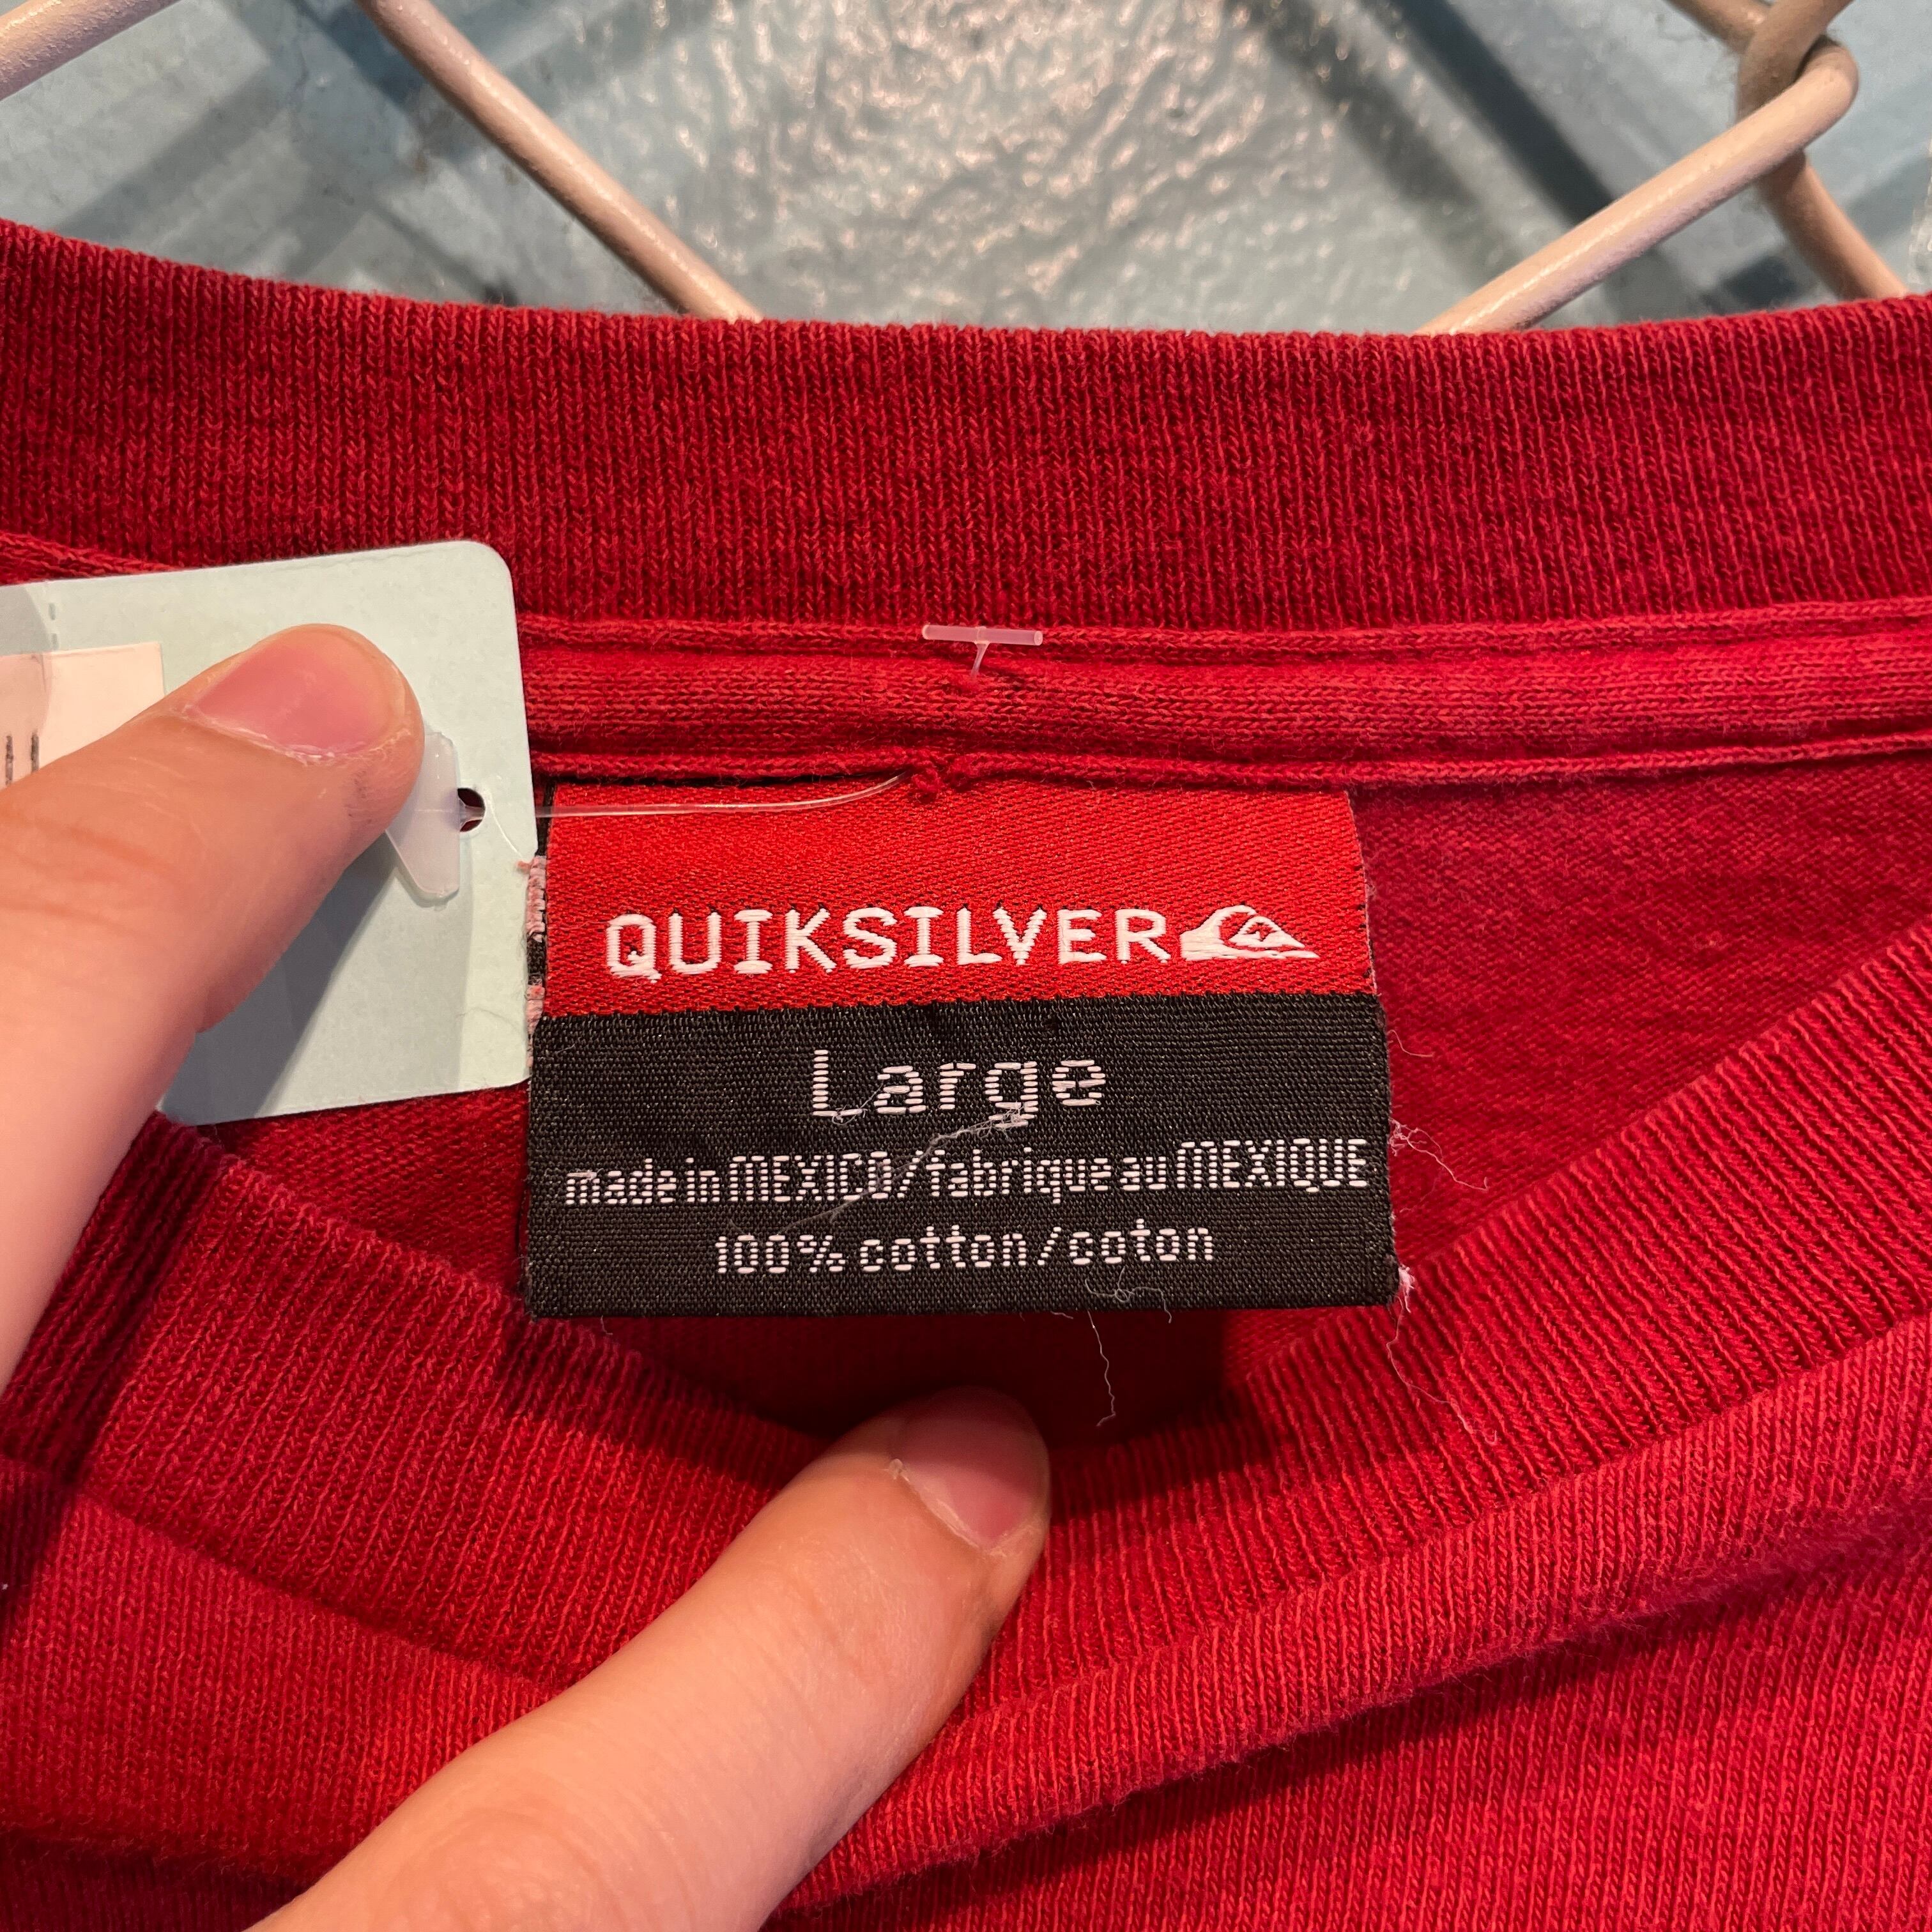 QUIKSILVER
Large
made in MEXICO/fabrique au MEXIQUE
100% cotton/coton